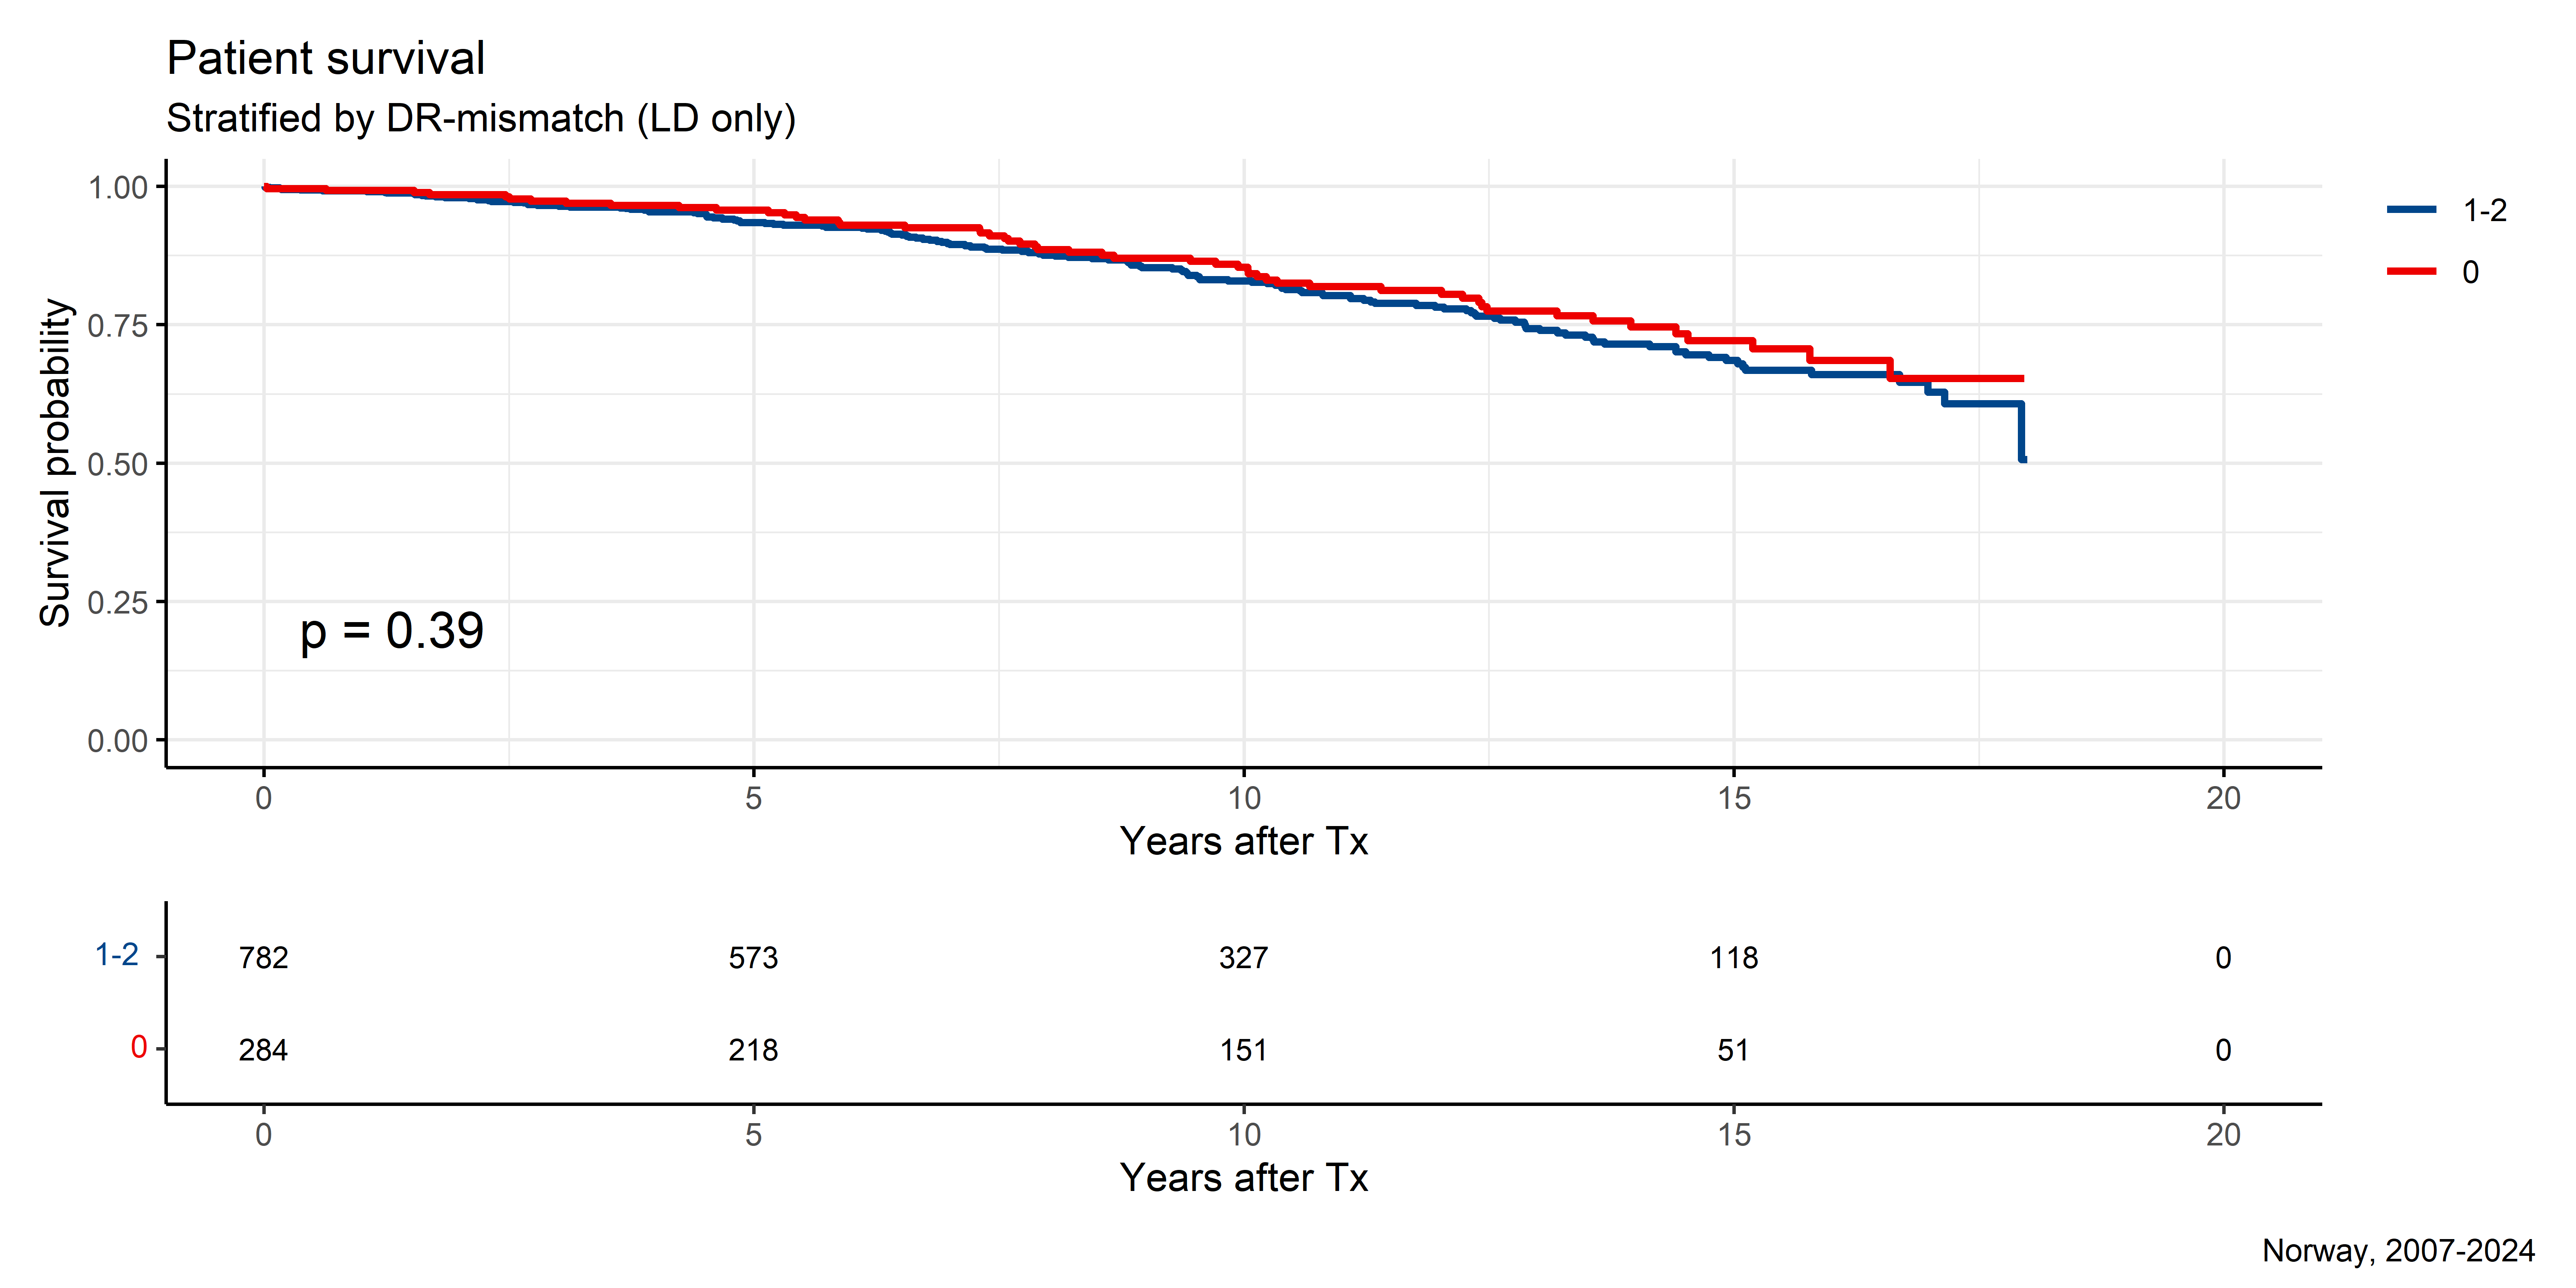 Patient survival
Stratified by DR-mismatch (LD only)
1.00
0.75
0.50
0.25
0.00
Survival probability
p = 0.39
1-2
0
0 5 10 15 20
Years after Tx
1-2 782 573 327 118 0
0 284 218 151 51 0
0 5 10 15 20
Years after Tx
Norway, 2007-2024